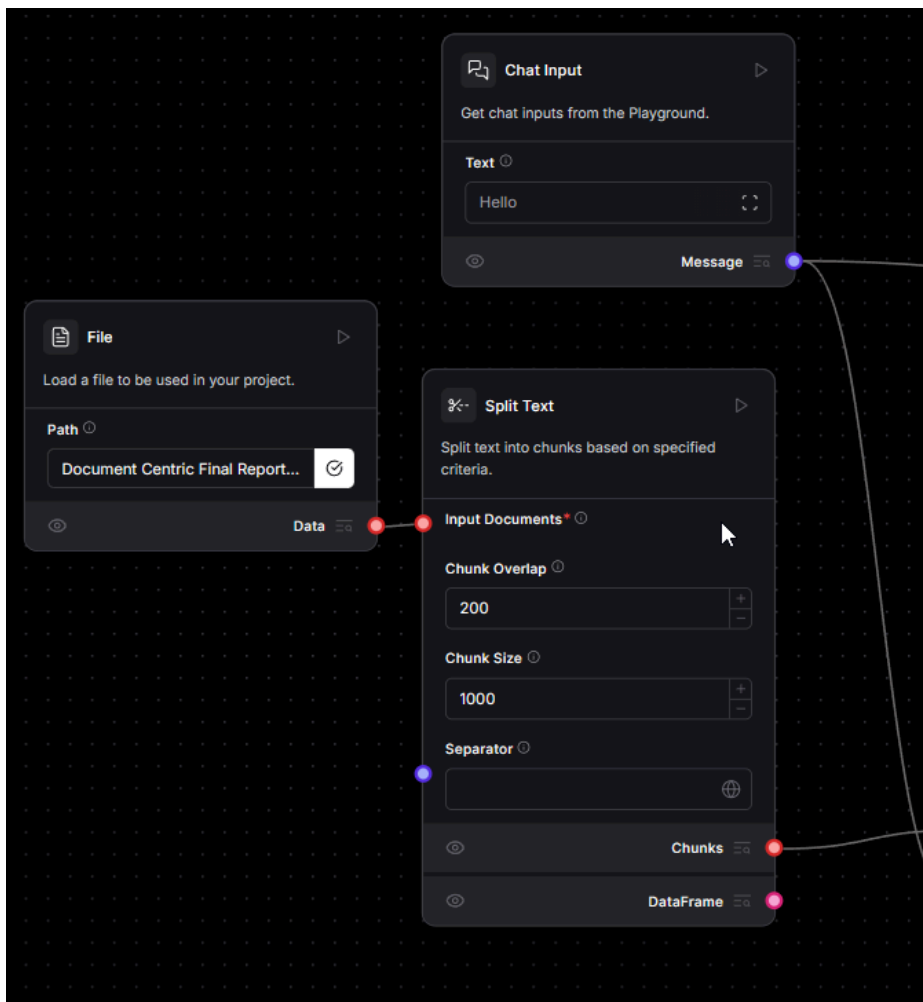 Chat Input
Get chat inputs from the Playground.
Text
Hello
Message
File
Load a file to be used in your project.
Path
Document Centric Final Report...
Data
Split Text
Split text into chunks based on specified
criteria.
Input Documents*
Chunk Overlap
200
Chunk Size
1000
Separator
Chunks
DataFrame